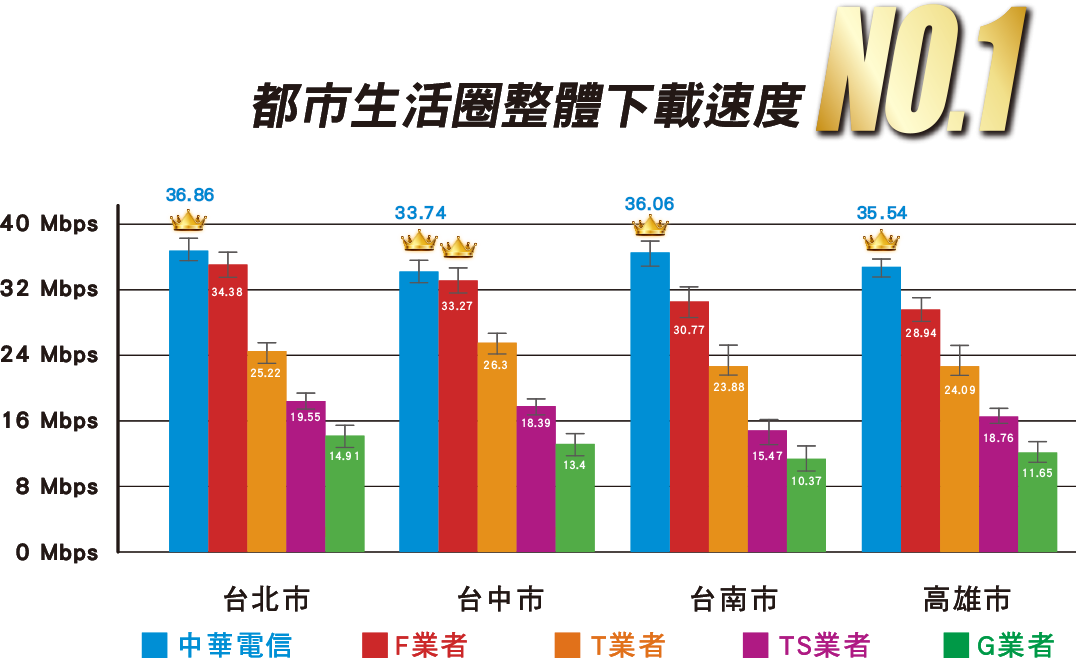 都市生活圈整體下載速度 NO.1
36.86 33.74 36.06 35.54
40 Mbps
32 Mbps
24 Mbps
16 Mbps
8 Mbps
0 Mbps
34.38 25.22 19.55 14.91
33.27 26.3 18.39 13.4
30.77 23.88 15.47 10.37
28.94 24.09 18.76 11.65
台北市 台中市 台南市 高雄市
中華電信 F業者 T業者 TS業者 G業者